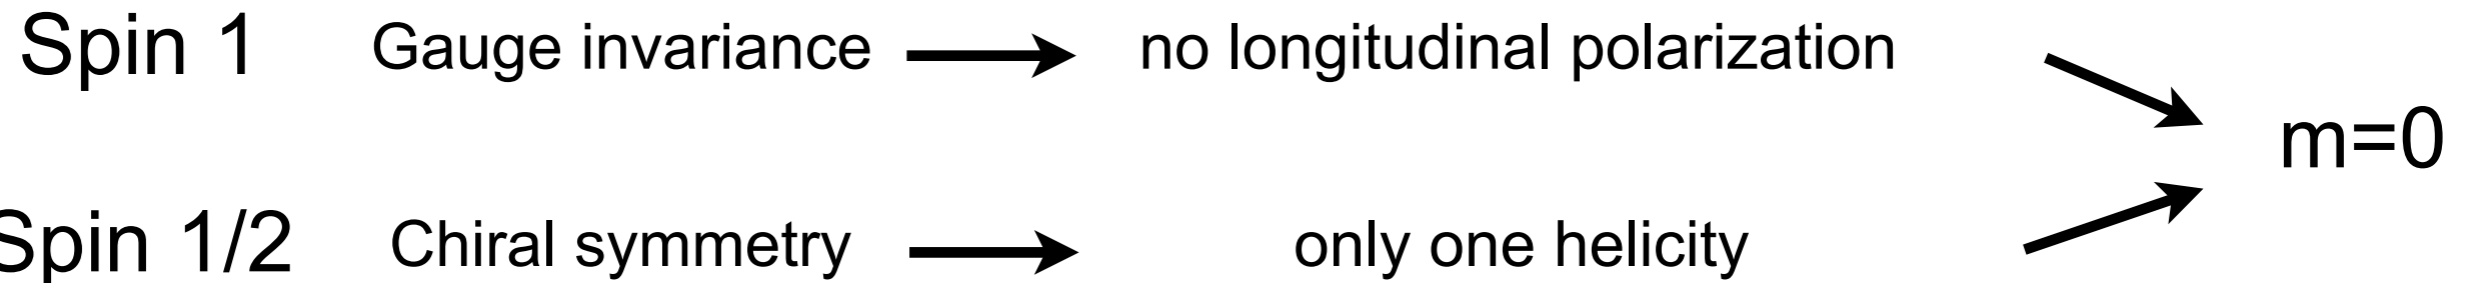 Spin 1 Gauge invariance no longitudinal polarization
m=0
Spin 1/2 Chiral symmetry only one helicity